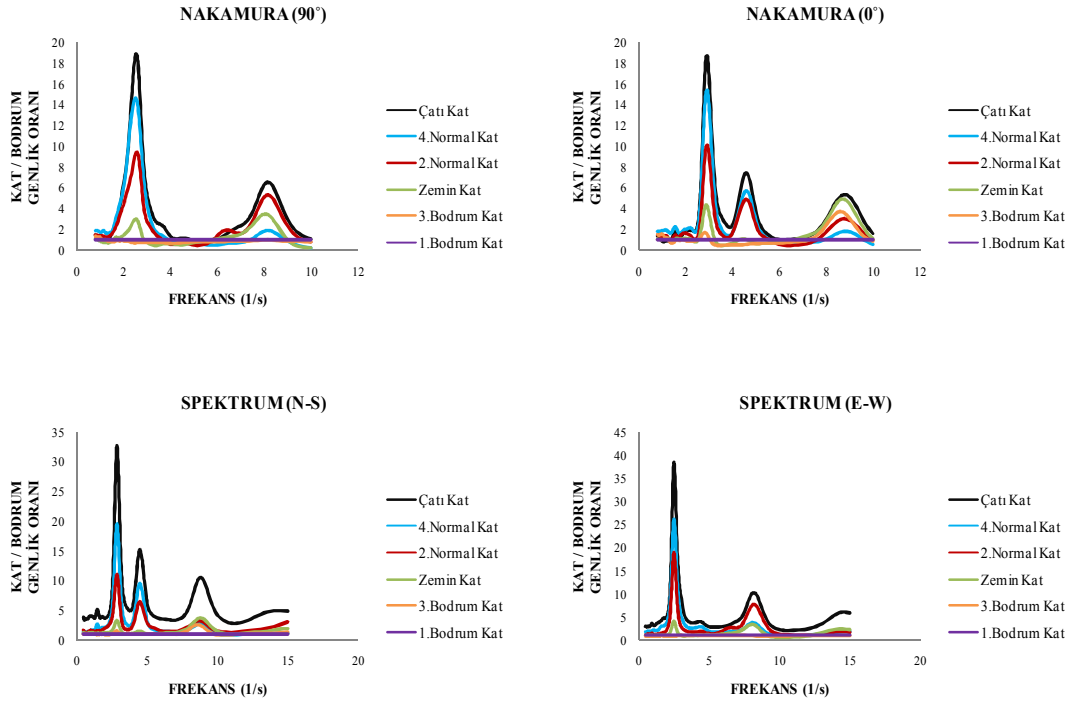 NAKAMURA (90˚)
KAT / BODRUM
GENLİK ORANI
20
18
16
14
12
10
8
6
4
2
0
0
2
4
6
8
10
12
FREKANS (1/s)
Çatı Kat
4.Normal Kat
2.Normal Kat
Zemin Kat
3.Bodrum Kat
1.Bodrum Kat
NAKAMURA (0˚)
KAT / BODRUM
GENLİK ORANI
20
18
16
14
12
10
8
6
4
2
0
0
2
4
6
8
10
12
FREKANS (1/s)
Çatı Kat
4.Normal Kat
2.Normal Kat
Zemin Kat
3.Bodrum Kat
1.Bodrum Kat
SPEKTRUM (N-S)
KAT / BODRUM
GENLİK ORANI
35
30
25
20
15
10
5
0
0
5
10
15
20
FREKANS (1/s)
Çatı Kat
4.Normal Kat
2.Normal Kat
Zemin Kat
3.Bodrum Kat
1.Bodrum Kat
SPEKTRUM (E-W)
KAT / BODRUM
GENLİK ORANI
45
40
35
30
25
20
15
10
5
0
0
5
10
15
20
FREKANS (1/s)
Çatı Kat
4.Normal Kat
2.Normal Kat
Zemin Kat
3.Bodrum Kat
1.Bodrum Kat